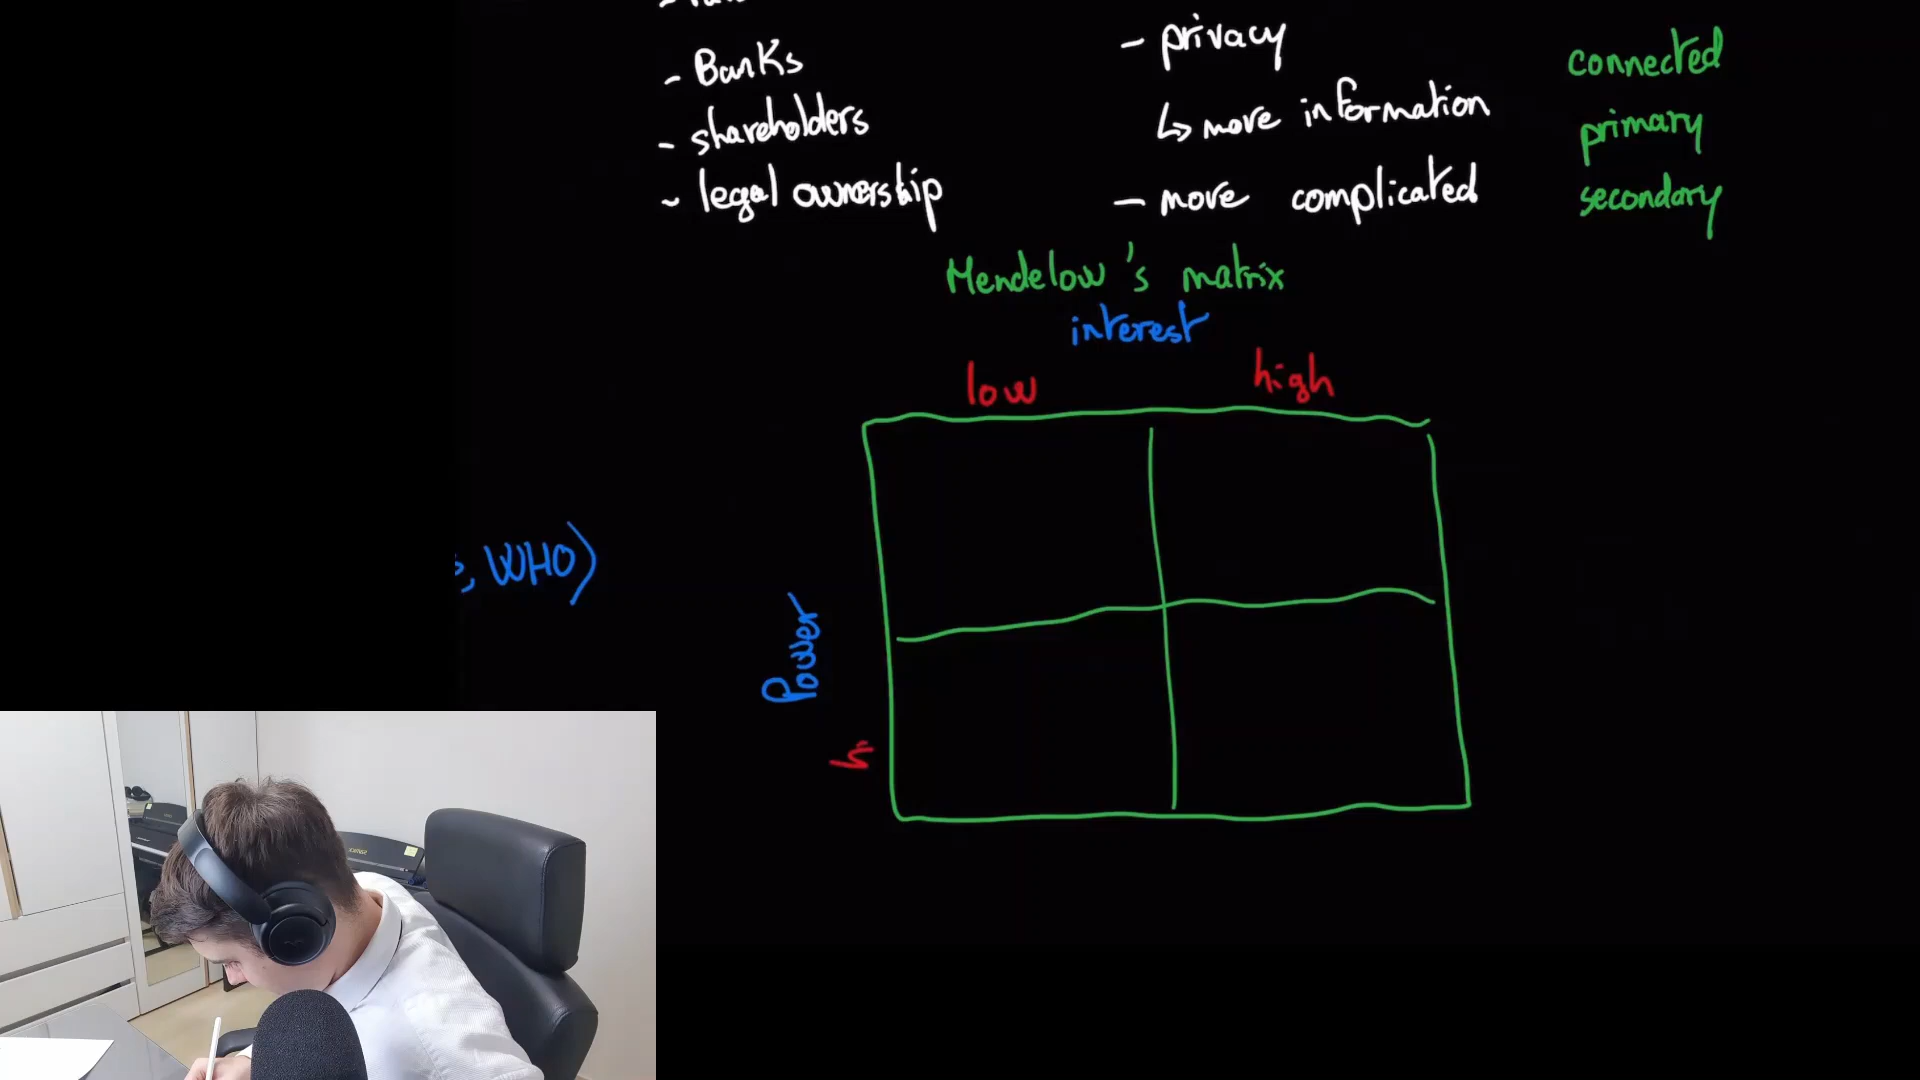 - Banks
- shareholders
- legal ownership
- privacy
↳ more information
- more complicated
connected
primary
secondary
Mendelow's matrix
interest
low high
, WHO)
Power
hi